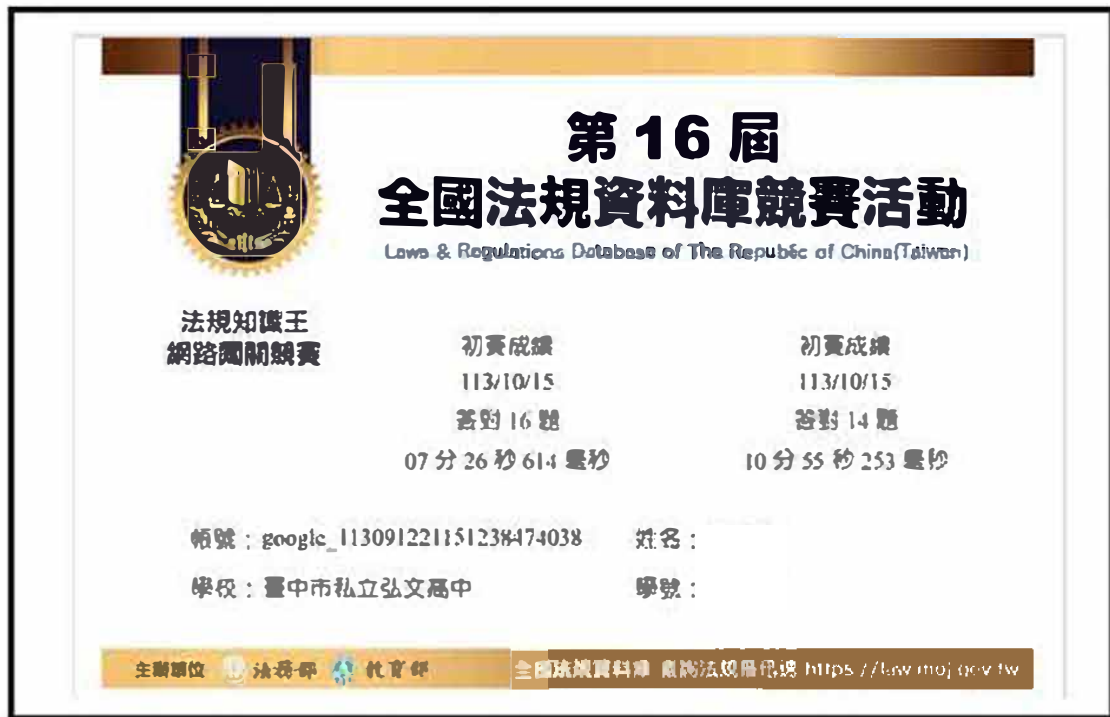 第 16 屆
全國法規資料庫競賽活動
Laws & Regulations Database of The Republic of China(Taiwan)
法規知識王
網路闖關競賽
初賽成績
113/10/15
答對 16 題
07 分 26 秒 614 毫秒
初賽成績
113/10/15
答對 14 題
10 分 55 秒 253 毫秒
帳號：google_113091221151238474038
姓名：
學校：臺中市私立弘文高中
學號：
主辦單位 法務部 教育部
全國法規資料庫 https://law.moj.gov.tw